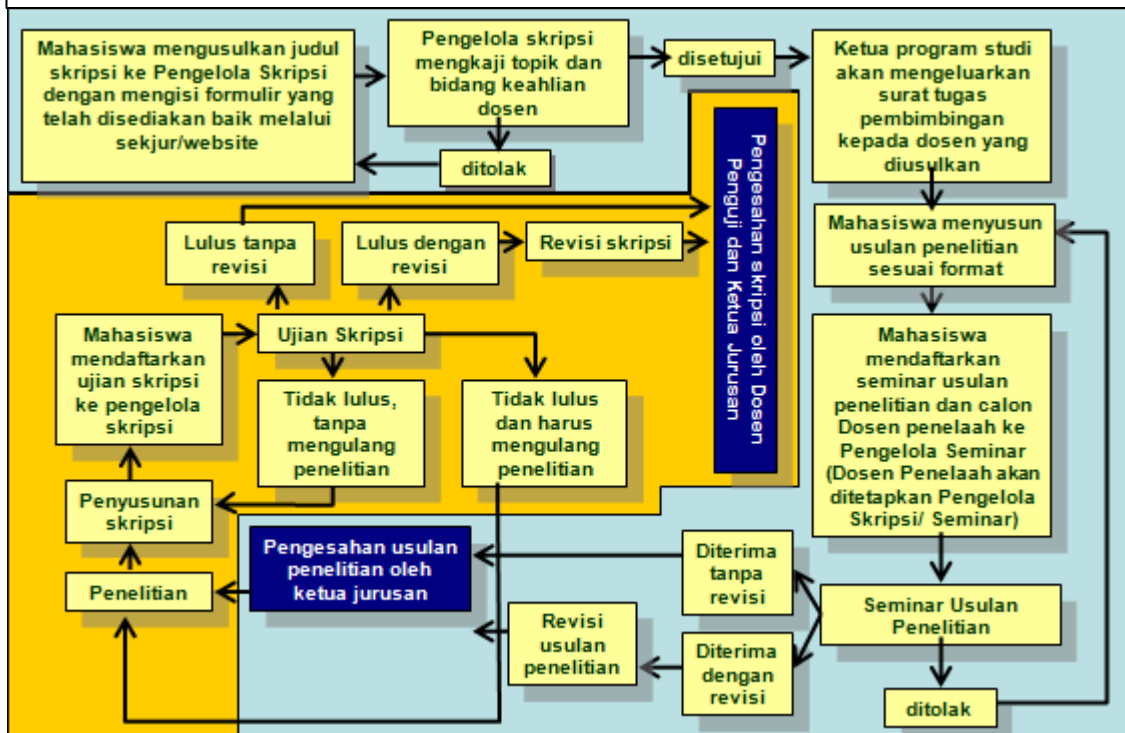 Mahasiswa mengusulkan judul
skripsi ke Pengelola Skripsi
dengan mengisi formulir yang
telah disediakan baik melalui
sekjur/website
Pengelola skripsi
mengkaji topik dan
bidang keahlian
dosen
disetujui
ditolak
Ketua program studi
akan mengeluarkan
surat tugas
pembimbingan
kepada dosen yang
diusulkan
Mahasiswa menyusun
usulan penelitian
sesuai format
Mahasiswa
mendaftarkan
seminar usulan
penelitian dan calon
Dosen penelaah ke
Pengelola Seminar
(Dosen Penelaah akan
ditetapkan Pengelola
Skripsi/ Seminar)
Seminar Usulan
Penelitian
ditolak
Diterima
tanpa
revisi
Diterima
dengan
revisi
Revisi
usulan
penelitian
Pengesahan usulan
penelitian oleh
ketua jurusan
Penelitian
Penyusunan
skripsi
Mahasiswa
mendaftarkan
ujian skripsi
ke pengelola
skripsi
Ujian Skripsi
Lulus tanpa
revisi
Lulus dengan
revisi
Revisi skripsi
Tidak lulus,
tanpa
mengulang
penelitian
Tidak lulus
dan harus
mengulang
penelitian
Pengesahan skripsi oleh Dosen
Penguji dan Ketua Jurusan